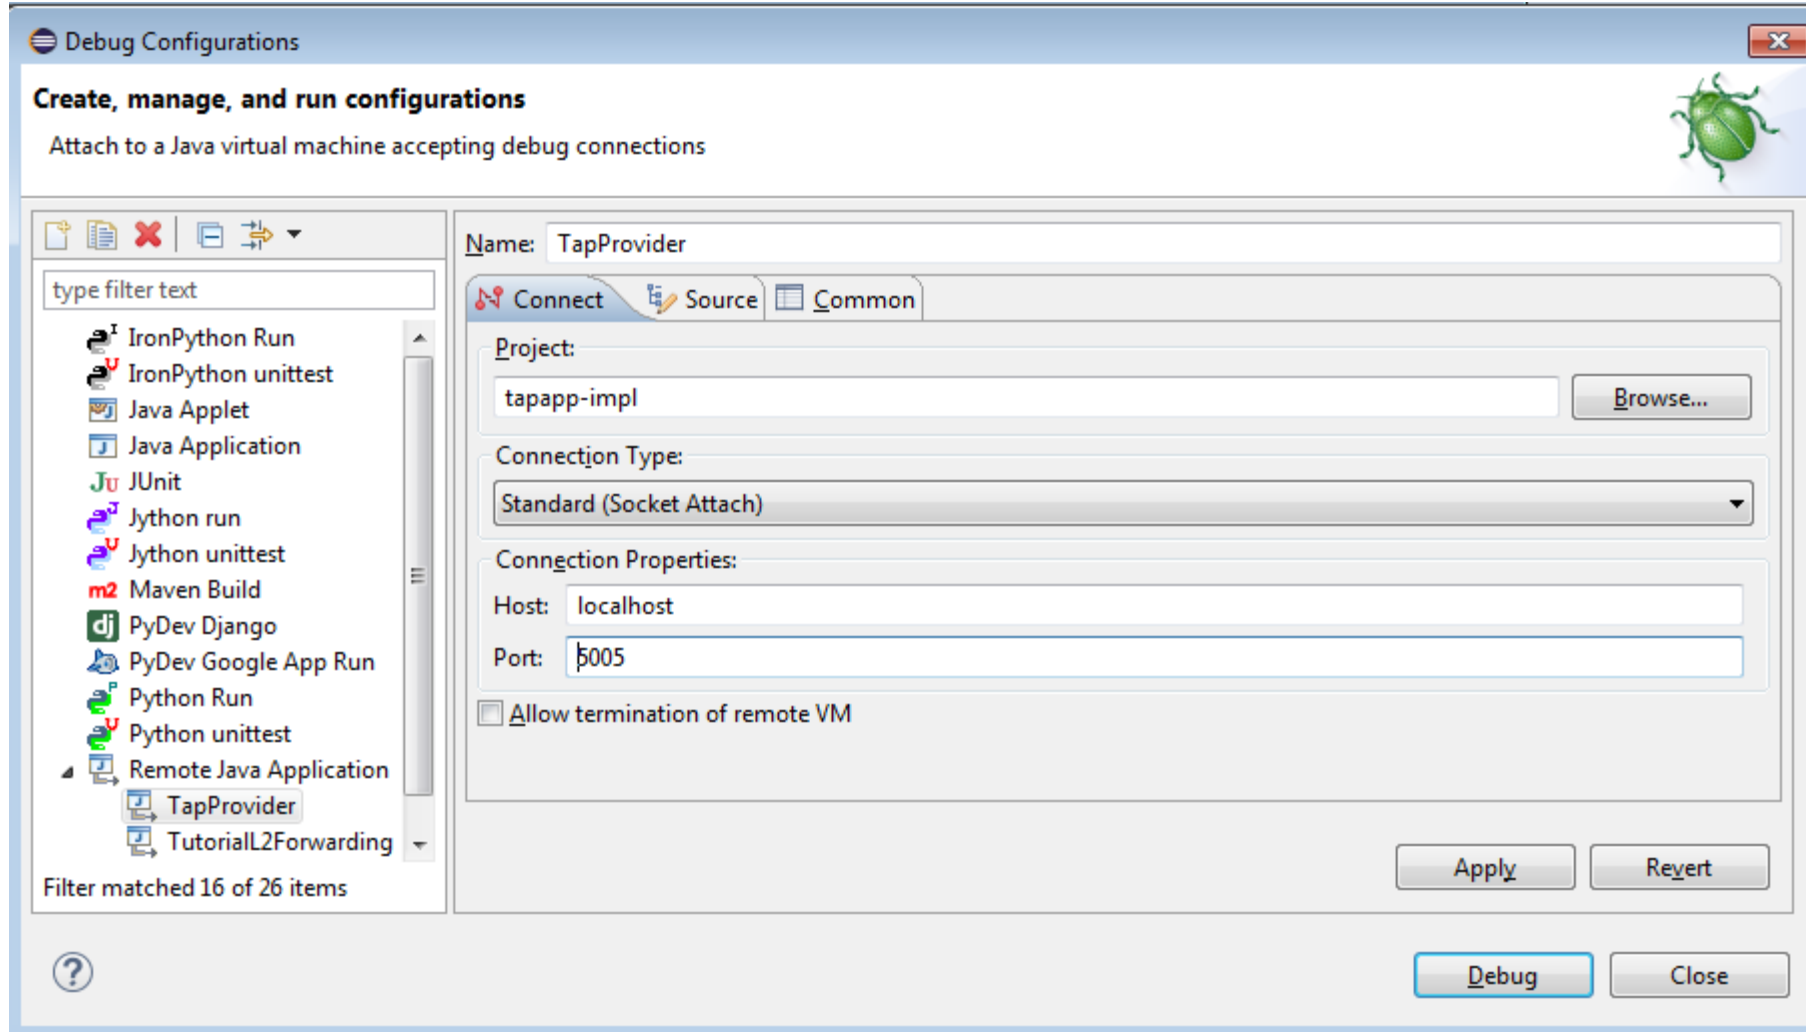 Debug Configurations
Create, manage, and run configurations
Attach to a Java virtual machine accepting debug connections
type filter text
IronPython Run
IronPython unittest
Java Applet
Java Application
JUnit
Jython run
Jython unittest
Maven Build
PyDev Django
PyDev Google App Run
Python Run
Python unittest
Remote Java Application
TapProvider
TutorialL2Forwarding
Filter matched 16 of 26 items
Name: TapProvider
Connect Source Common
Project:
tapapp-impl Browse...
Connection Type:
Standard (Socket Attach)
Connection Properties:
Host: localhost
Port: 5005
Allow termination of remote VM
Apply Revert
Debug Close